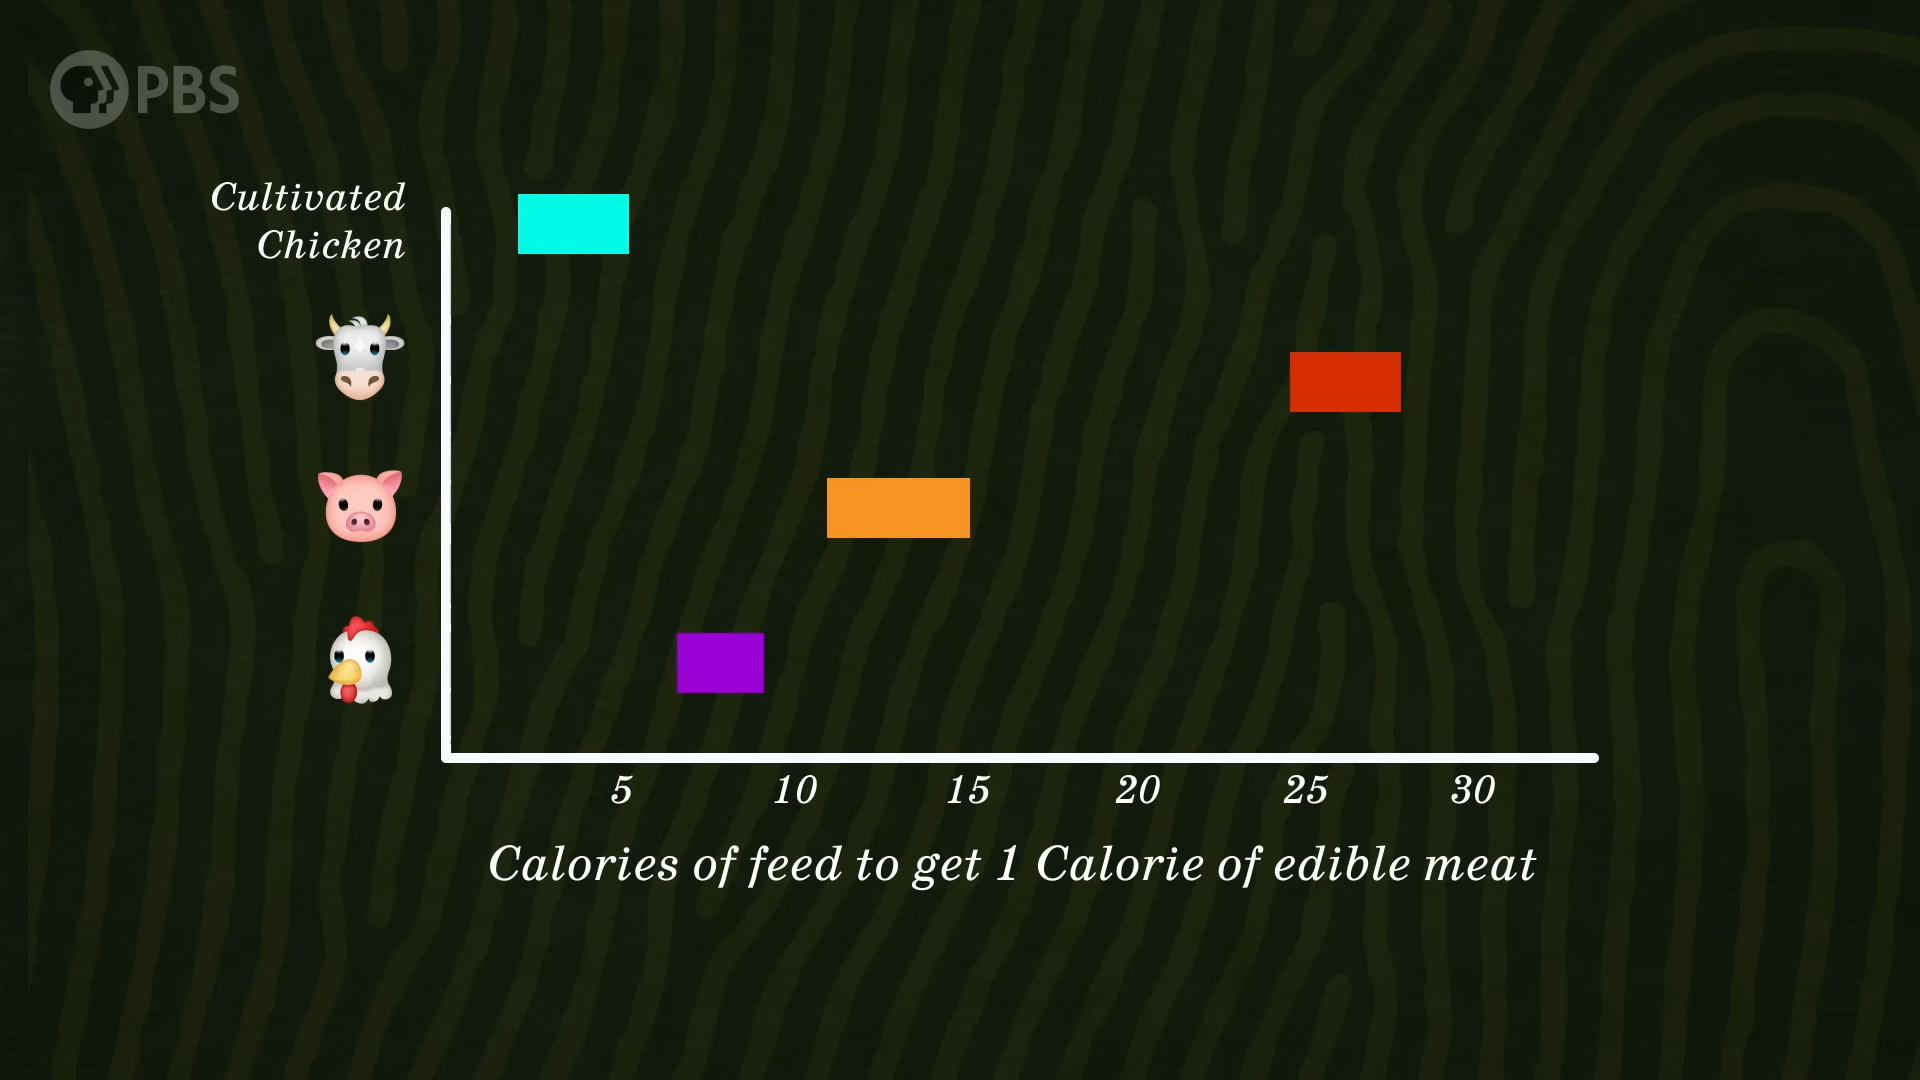 PBS
Cultivated
Chicken
5 10 15 20 25 30
Calories of feed to get 1 Calorie of edible meat